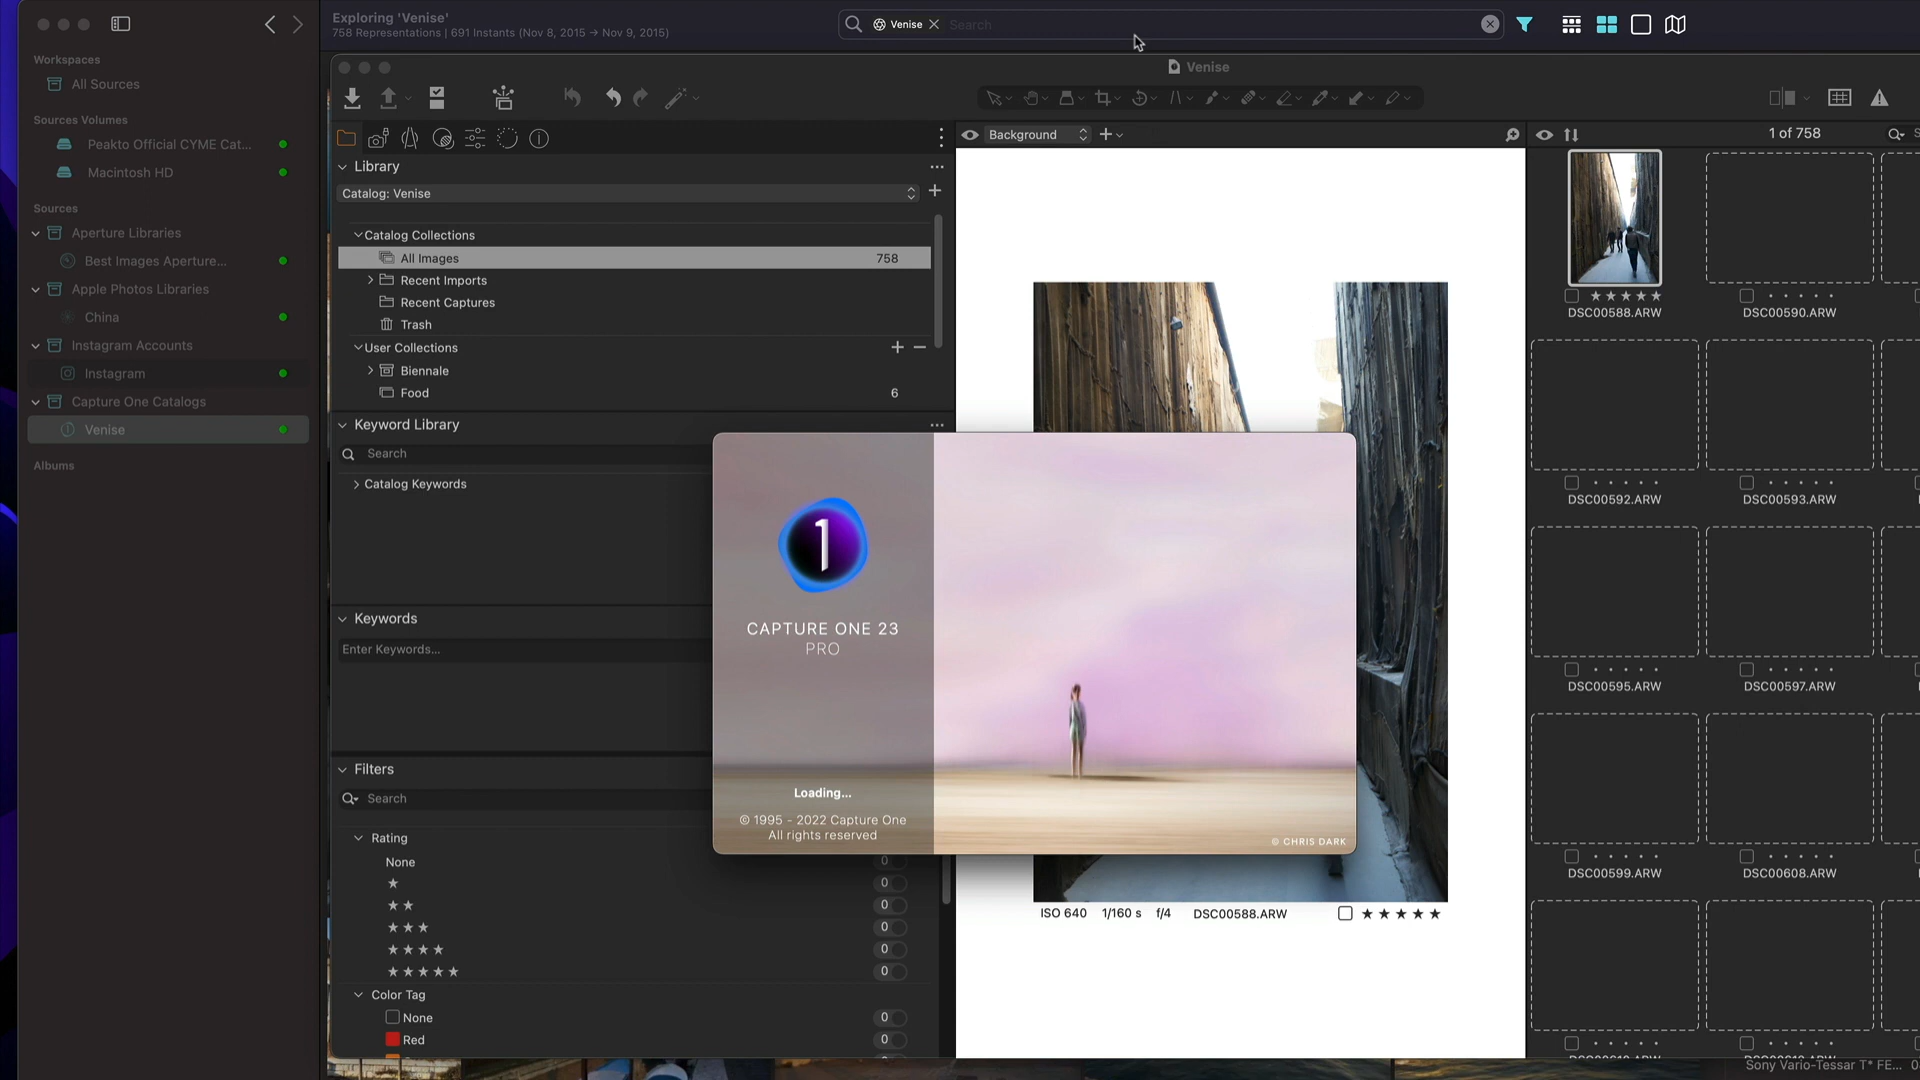 Exploring 'Venise'
758 Representations | 691 Instants (Nov 8, 2015 → Nov 9, 2015)
Venise
Search
Workspaces
All Sources
Sources Volumes
Peakto Official CYME Cat...
Macintosh HD
Sources
Aperture Libraries
Best Images Aperture...
Apple Photos Libraries
China
Instagram Accounts
Instagram
Capture One Catalogs
Venise
Albums
Venise
Library
Catalog: Venise
Catalog Collections
All Images 758
Recent Imports
Recent Captures
Trash
User Collections
Biennale
Food 6
Keyword Library
Search
Catalog Keywords
Keywords
Enter Keywords...
Filters
Search
Rating
None 0
0
0
0
0
0
Color Tag
None 0
Red 0
Background
CAPTURE ONE 23
PRO
Loading...
© 1995 - 2022 Capture One
All rights reserved
© CHRIS DARK
ISO 640 1/160 s f/4 DSC00588.ARW
1 of 758
DSC00588.ARW
DSC00590.ARW
DSC00592.ARW
DSC00593.ARW
DSC00595.ARW
DSC00597.ARW
DSC00599.ARW
DSC00608.ARW
Sony Vario-Tessar T* FE...